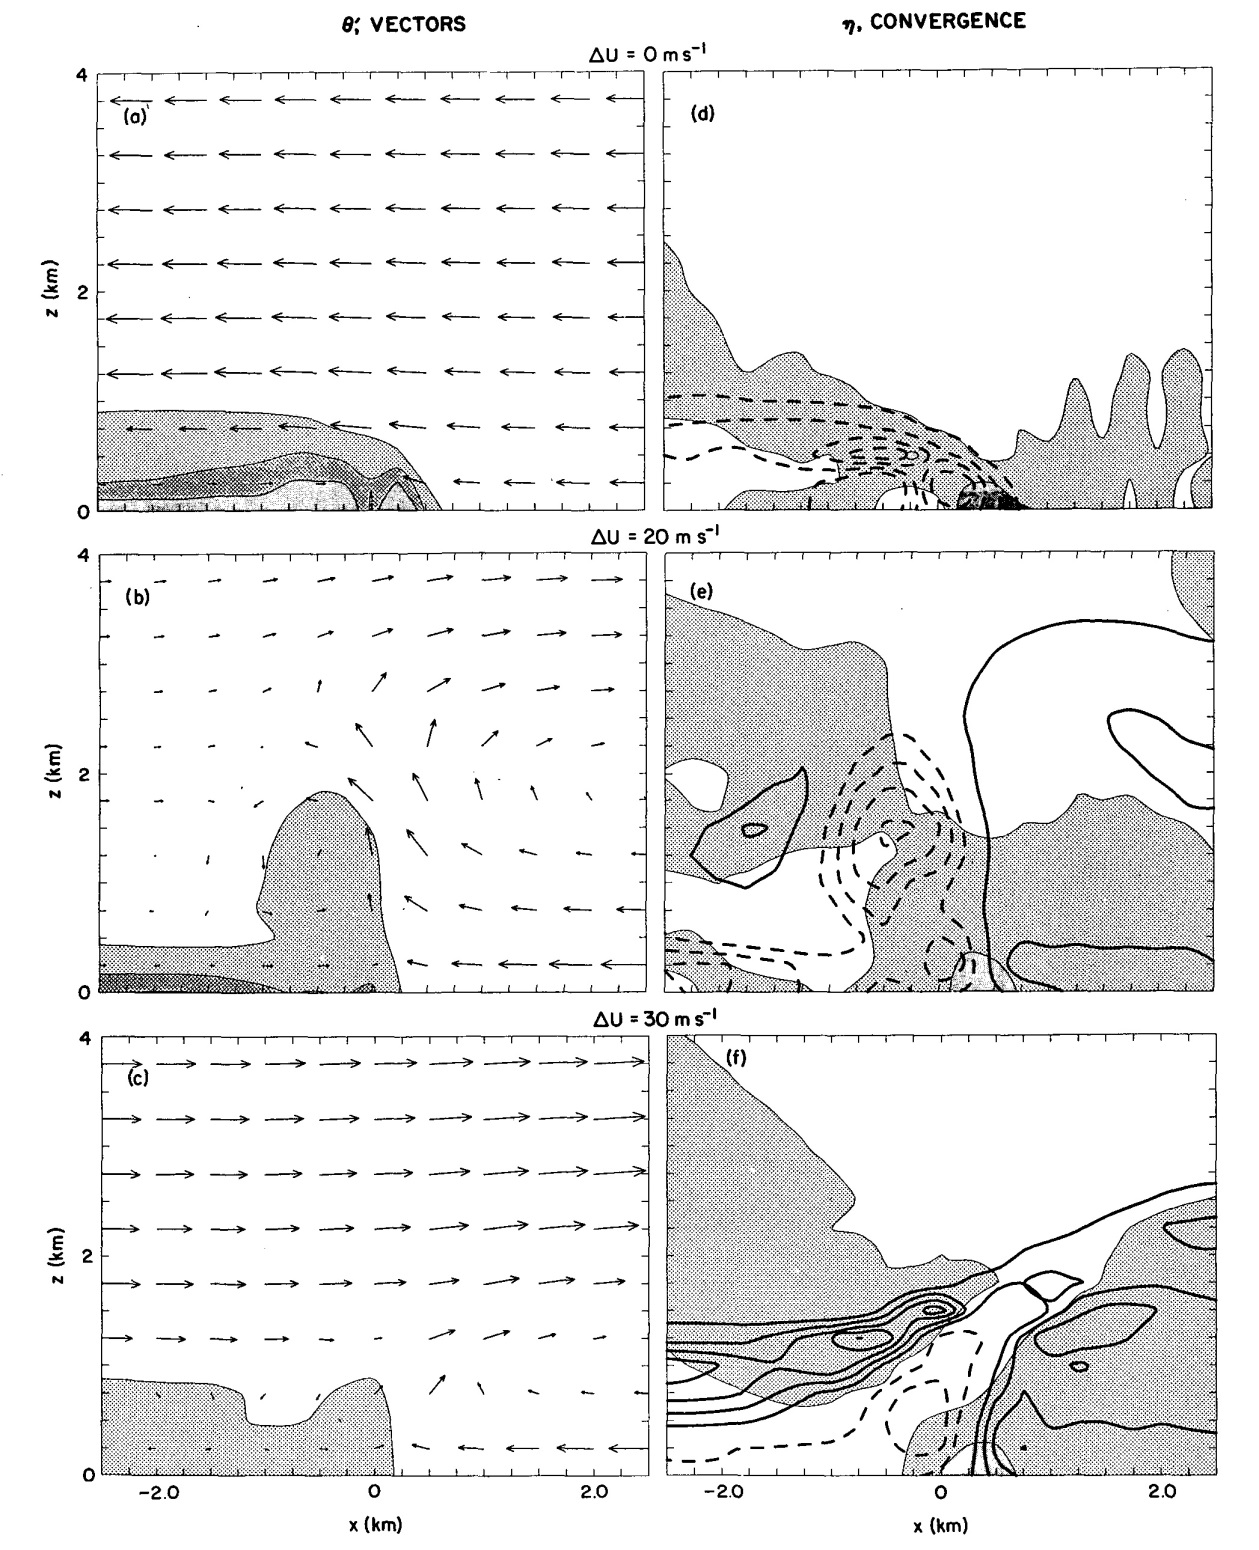 θ′, VECTORS
η, CONVERGENCE
ΔU = 0 m s⁻¹
4
(a)
(d)
z (km)
2
0
ΔU = 20 m s⁻¹
4
(b)
(e)
z (km)
2
0
ΔU = 30 m s⁻¹
4
(c)
(f)
z (km)
2
0
-2.0 0 2.0
-2.0 0 2.0
x (km)
x (km)